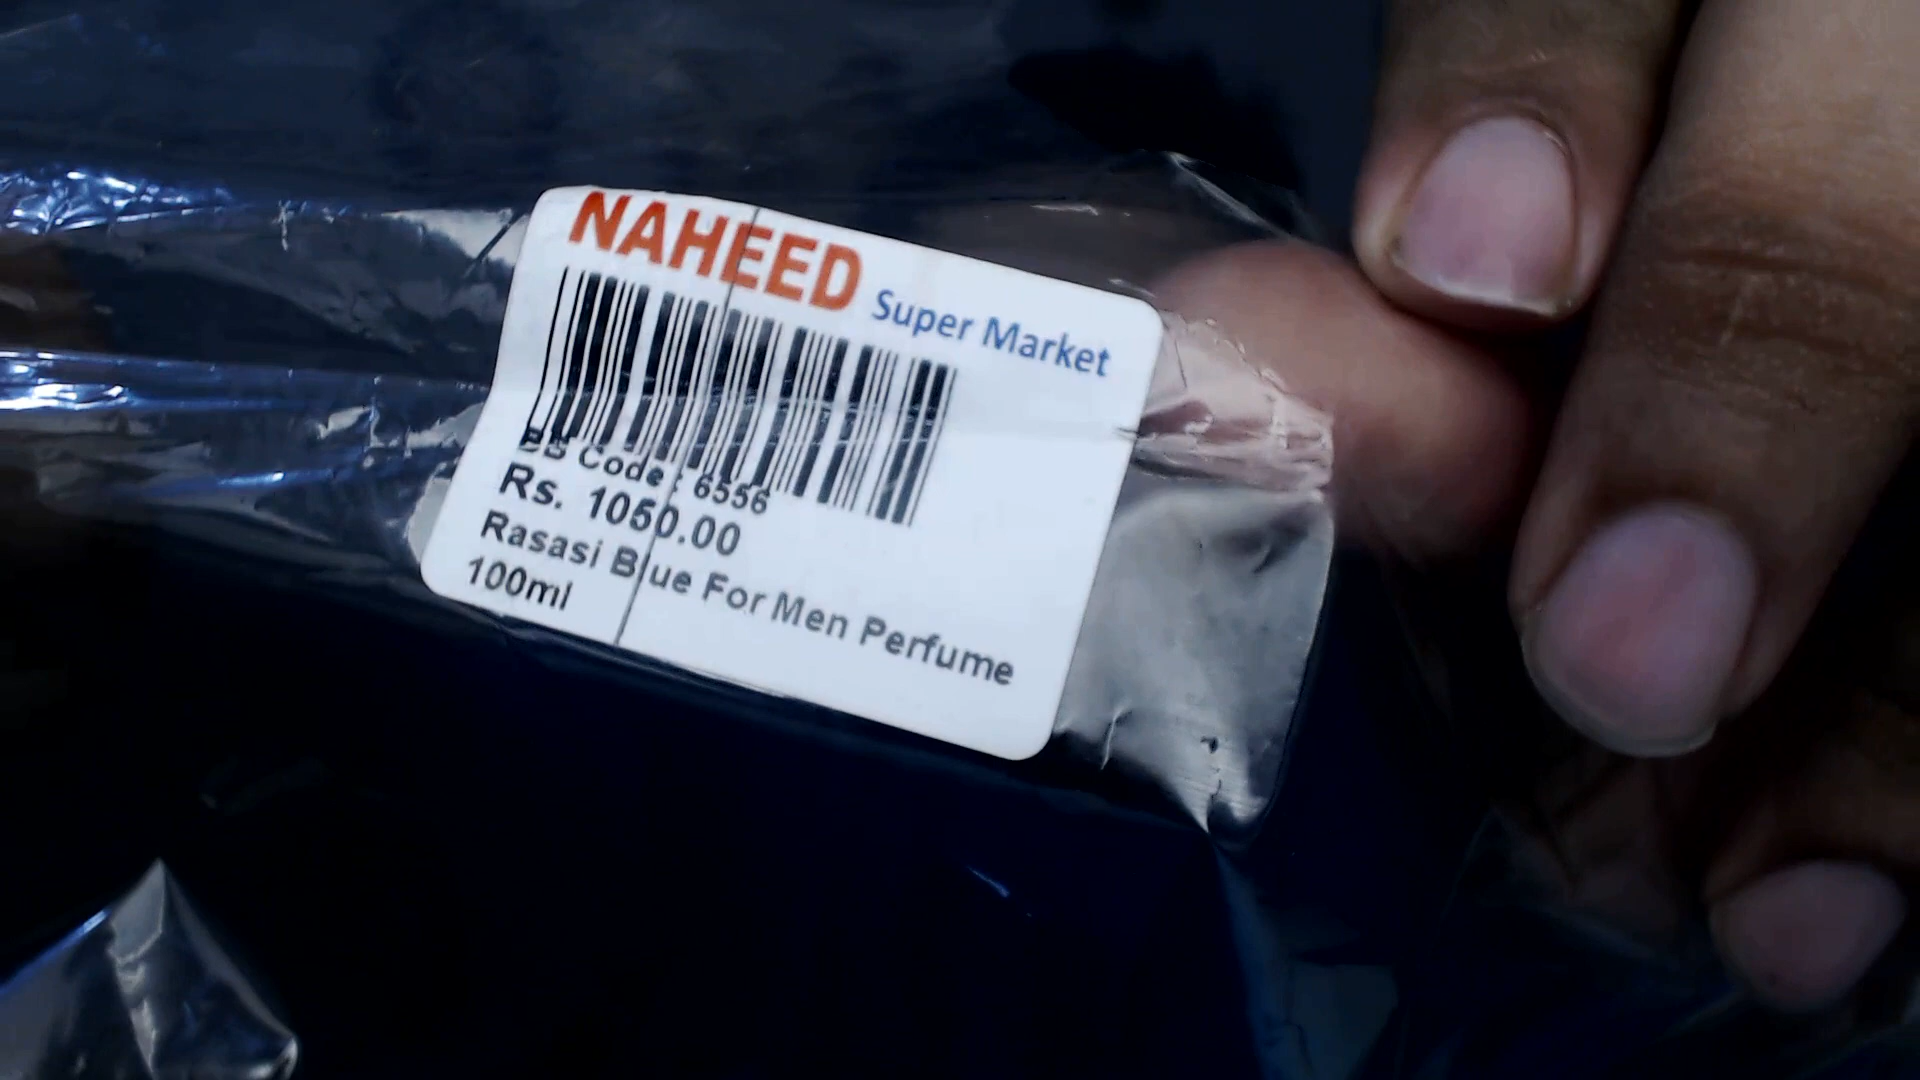 NAHEED Super Market
BS Code : 6556
Rs. 1050.00
Rasasi Blue For Men Perfume
100ml